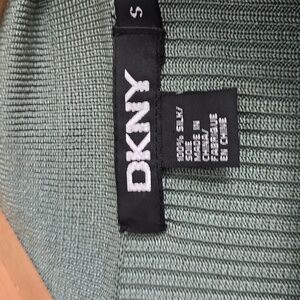 S
DKNY
100% SILK/
SOIE
MADE IN
CHINA/
FABRIQUE
EN CHINE